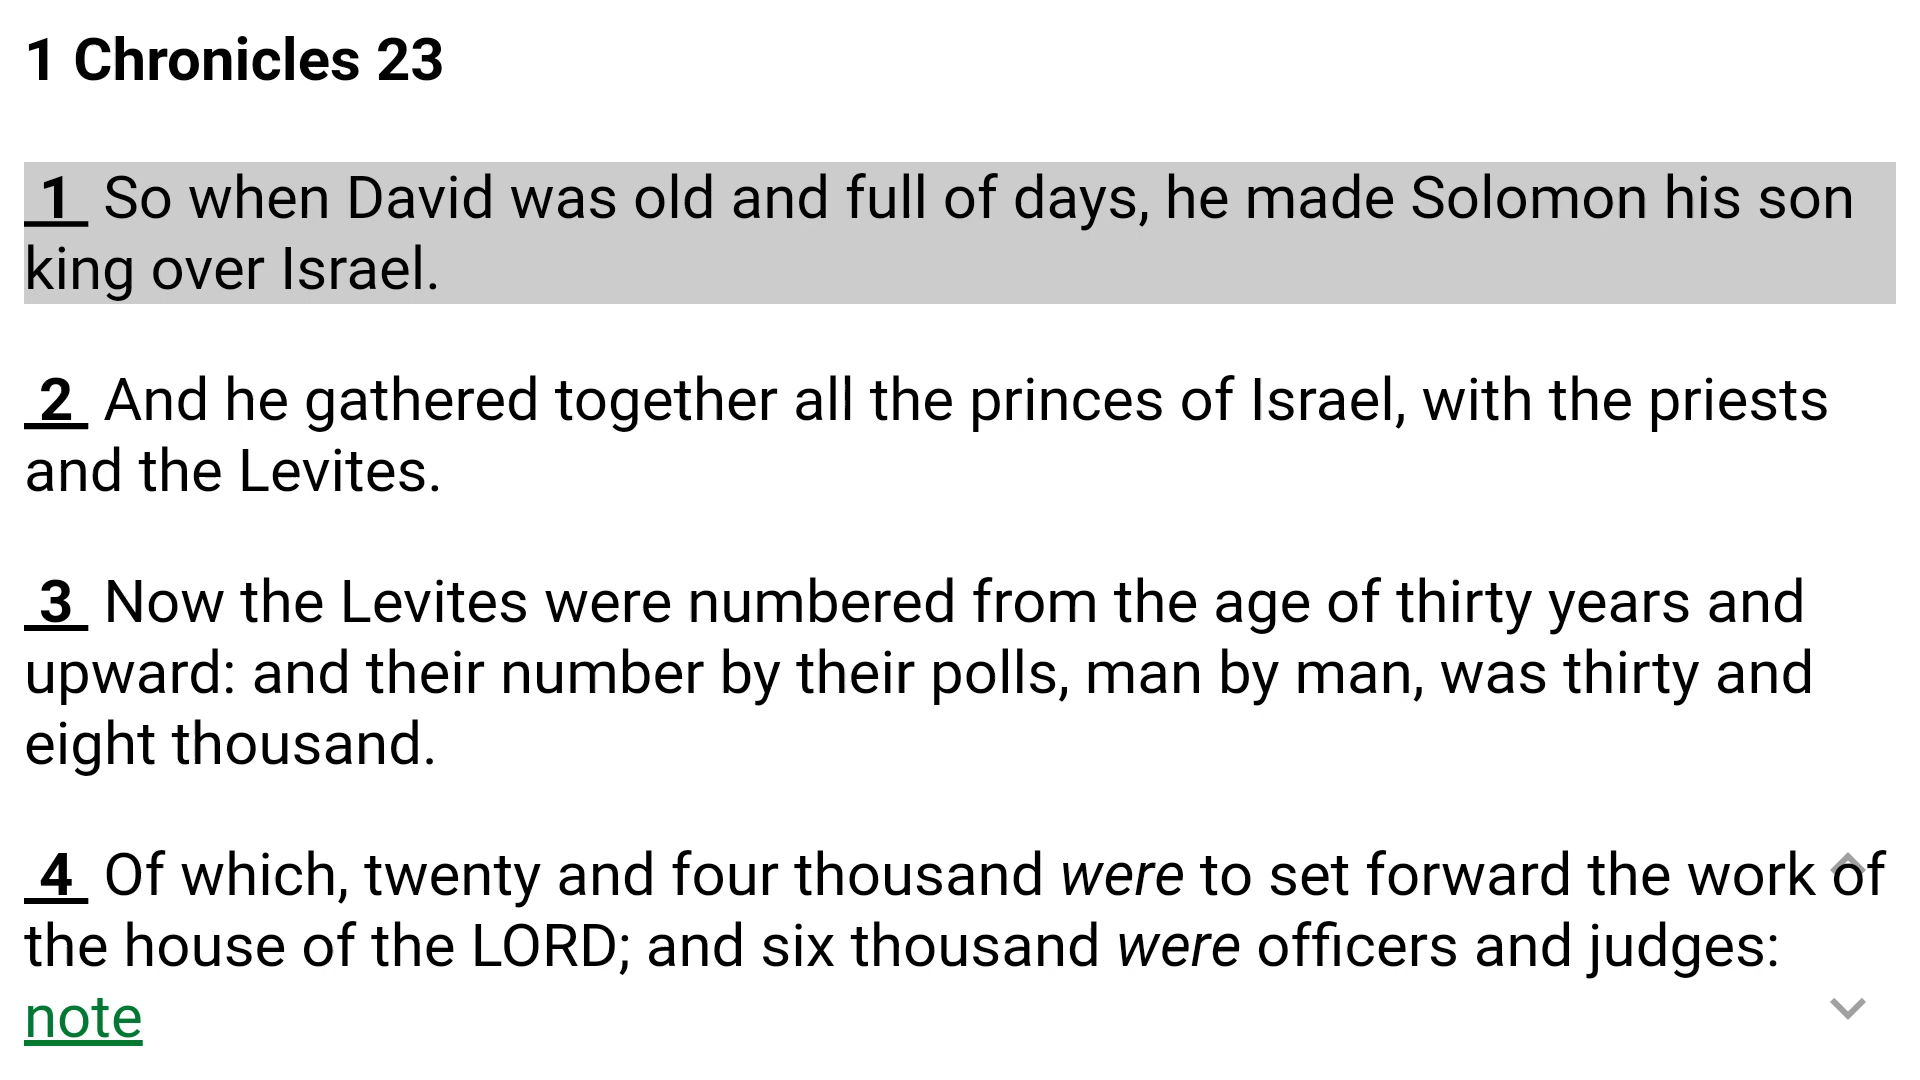 1 Chronicles 23
1 So when David was old and full of days, he made Solomon his son
king over Israel.
2 And he gathered together all the princes of Israel, with the priests
and the Levites.
3 Now the Levites were numbered from the age of thirty years and
upward: and their number by their polls, man by man, was thirty and
eight thousand.
4 Of which, twenty and four thousand were to set forward the work of
the house of the LORD; and six thousand were officers and judges:
note